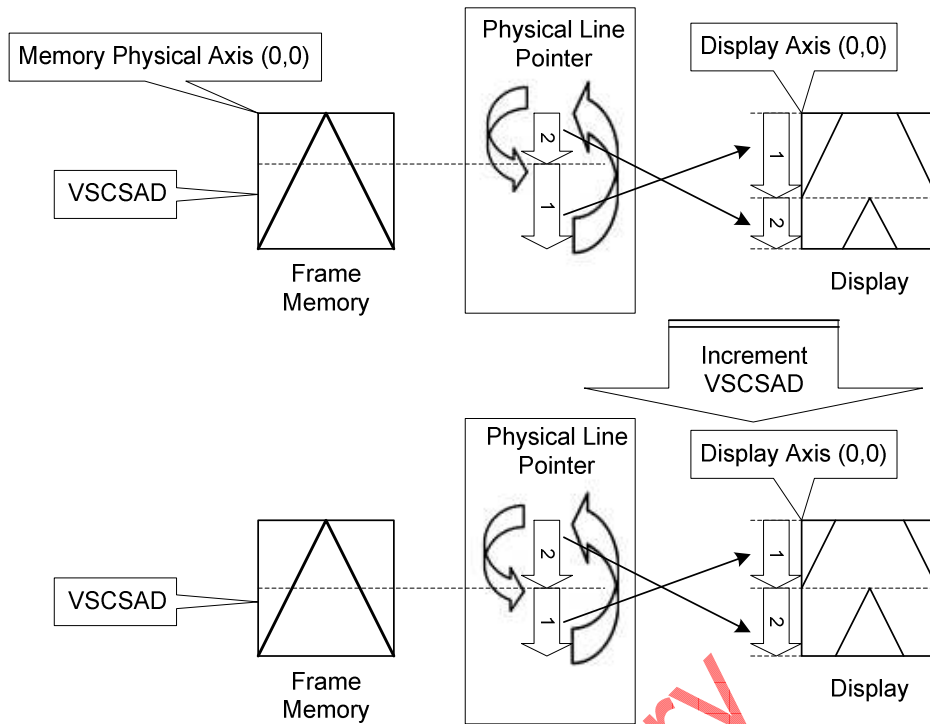 Memory Physical Axis (0,0)
Physical Line
Pointer
Display Axis (0,0)
VSCSAD
2
1
1
2
Frame
Memory
Display
Increment
VSCSAD
Physical Line
Pointer
Display Axis (0,0)
VSCSAD
2
1
1
2
Frame
Memory
Display